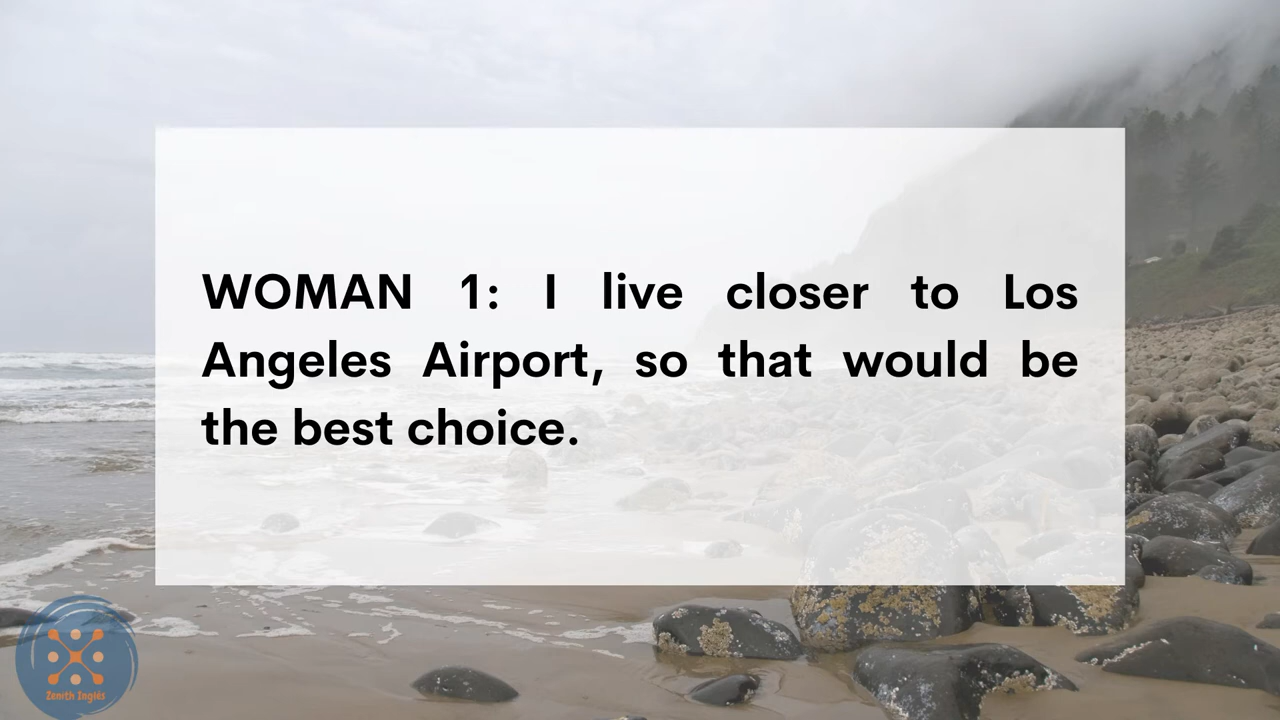 WOMAN 1: I live closer to Los
Angeles Airport, so that would be
the best choice.
Zenith Inglés